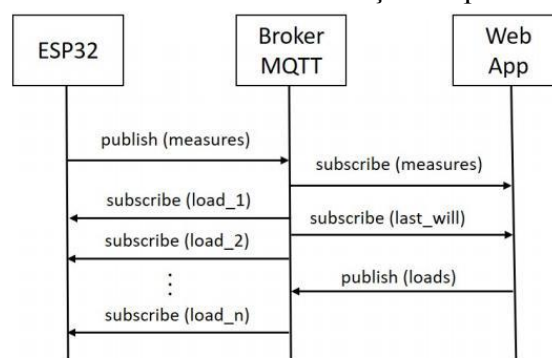 ESP32
Broker
MQTT
Web
App
publish (measures)
subscribe (measures)
subscribe (load_1)
subscribe (last_will)
subscribe (load_2)
publish (loads)
subscribe (load_n)